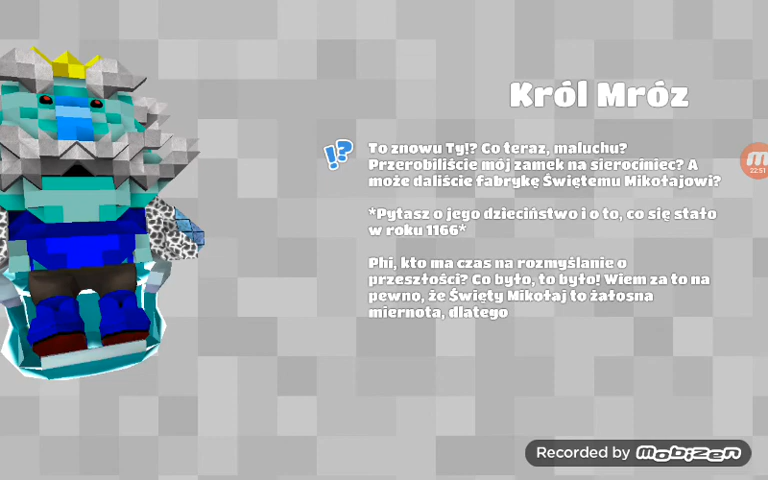 Król Mróz
!?
To znowu Ty!? Co teraz, maluchu?
Przerobiliście mój zamek na sierociniec? A
może daliście fabrykę Świętemu Mikołajowi?
*Pytasz o jego dzieciństwo i o to, co się stało
w roku 1166*
Phi, kto ma czas na rozmyślanie o
przeszłości? Co było, to było! Wiem za to na
pewno, że Święty Mikołaj to żałosna
miernota, dlatego
22:51
Recorded by mobizen